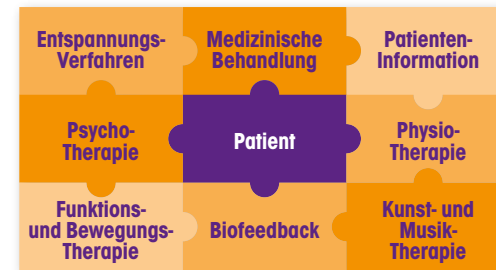 Entspannungs-
Verfahren
Medizinische
Behandlung
Patienten-
Information
Psycho-
Therapie
Patient
Physio-
Therapie
Funktions-
und Bewegungs-
Therapie
Biofeedback
Kunst- und
Musik-
Therapie